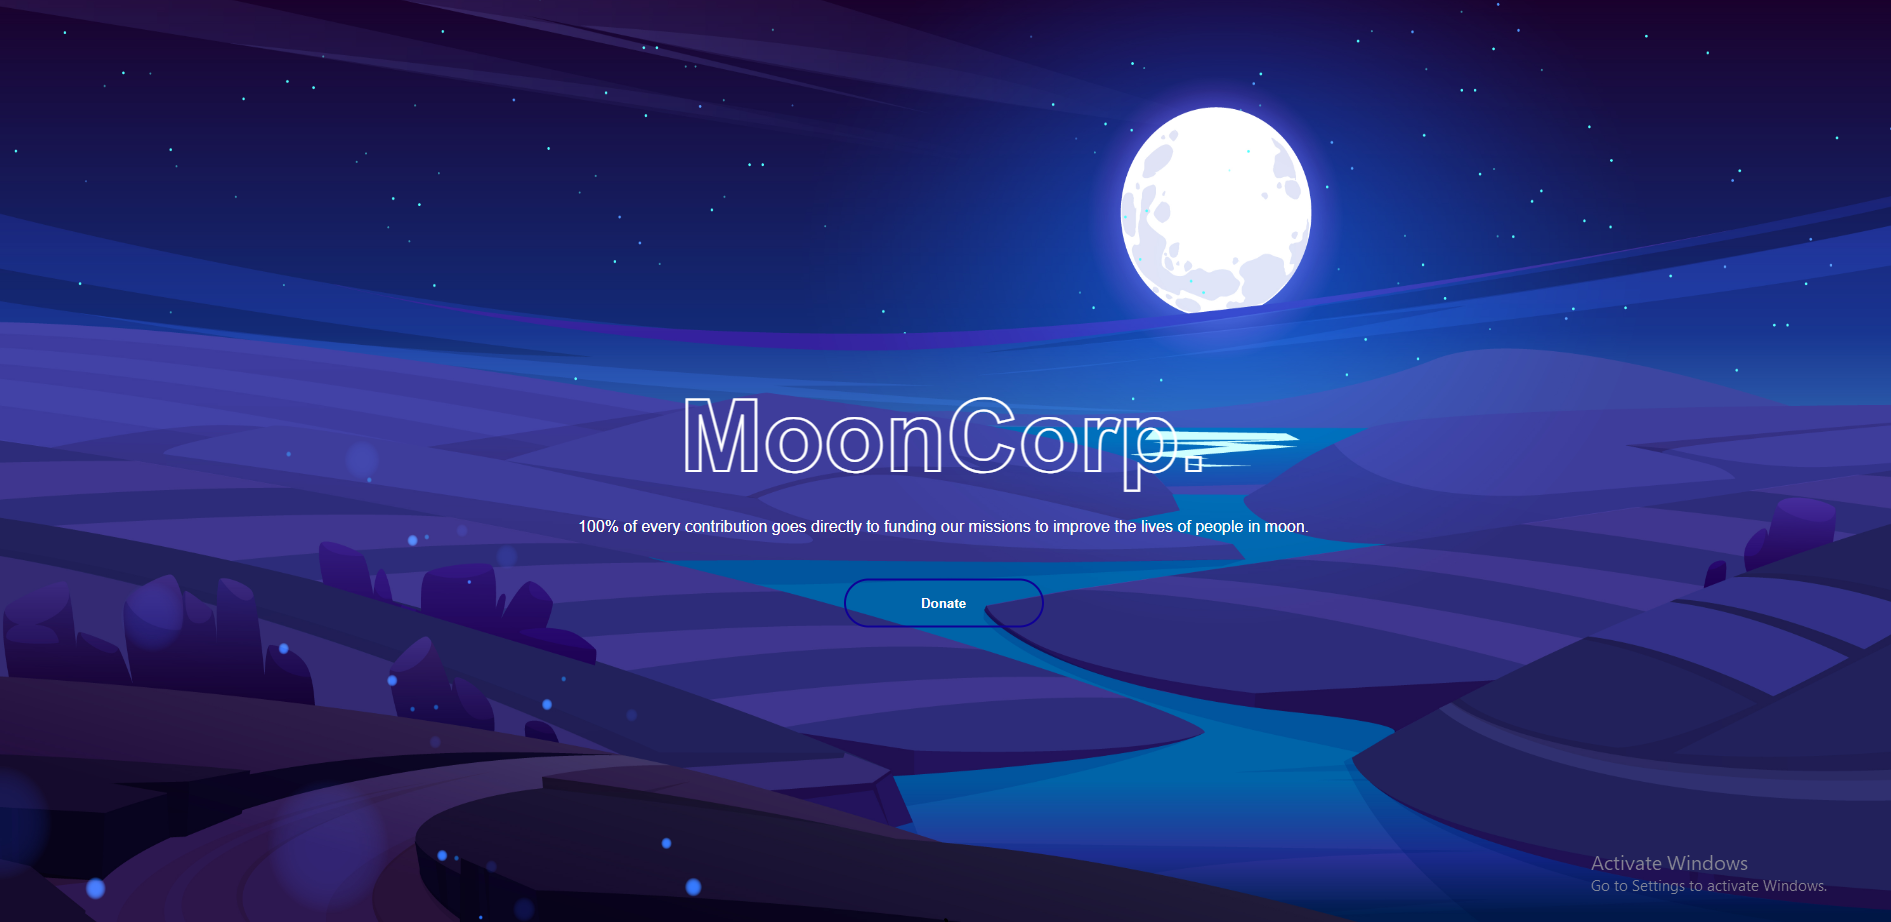 MoonCorp.
100% of every contribution goes directly to funding our missions to improve the lives of people in moon.
Donate
Activate Windows
Go to Settings to activate Windows.